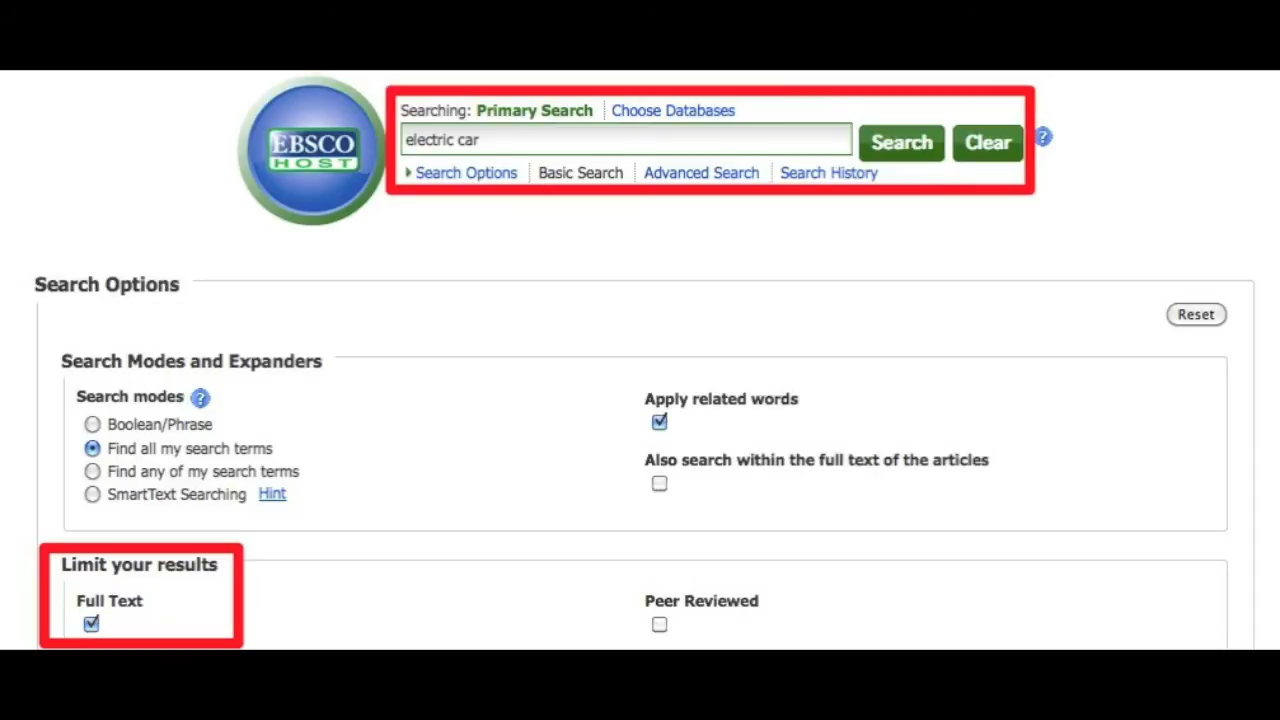 EBSCO
HOST
Searching: Primary Search Choose Databases
electric car
Search Clear ?
Search Options Basic Search Advanced Search Search History
Search Options
Reset
Search Modes and Expanders
Search modes ?
Boolean/Phrase
Find all my search terms
Find any of my search terms
SmartText Searching Hint
Apply related words
Also search within the full text of the articles
Limit your results
Full Text
Peer Reviewed